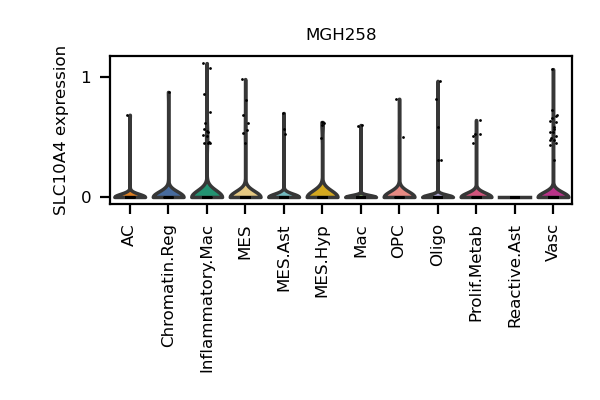 MGH258
SLC10A4 expression
1
0
AC
Chromatin.Reg
Inflammatory.Mac
MES
MES.Ast
MES.Hyp
Mac
OPC
Oligo
Prolif.Metab
Reactive.Ast
Vasc